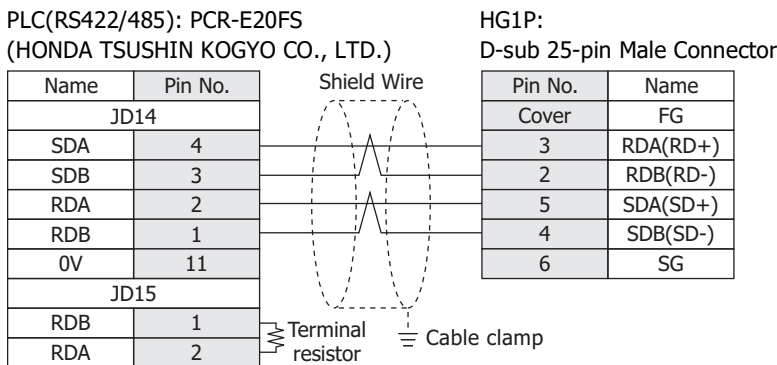 PLC(RS422/485): PCR-E20FS
(HONDA TSUSHIN KOGYO CO., LTD.)
HG1P:
D-sub 25-pin Male Connector
Name Pin No.
JD14
SDA 4
SDB 3
RDA 2
RDB 1
0V 11
JD15
RDB 1
RDA 2
Shield Wire
Terminal
resistor
Cable clamp
Pin No. Name
Cover FG
3 RDA(RD+)
2 RDB(RD-)
5 SDA(SD+)
4 SDB(SD-)
6 SG